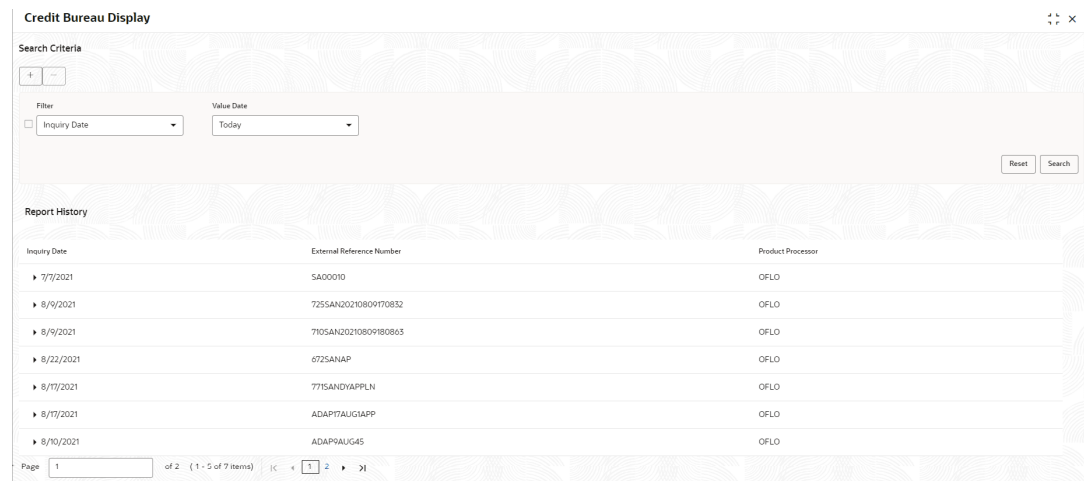 Credit Bureau Display
Search Criteria
Filter
Value Date
Inquiry Date
Today
Reset
Search
Report History
Inquiry Date External Reference Number Product Processor
7/7/2021 SA00010 OFLO
8/9/2021 725SAN20210809170832 OFLO
8/9/2021 710SAN20210809180863 OFLO
8/22/2021 672SANAP OFLO
8/17/2021 771SANDYAPPLN OFLO
8/17/2021 ADAP17AUG1APP OFLO
8/10/2021 ADAP9AUG45 OFLO
Page 1 of 2 (1 - 5 of 7 items) 1 2